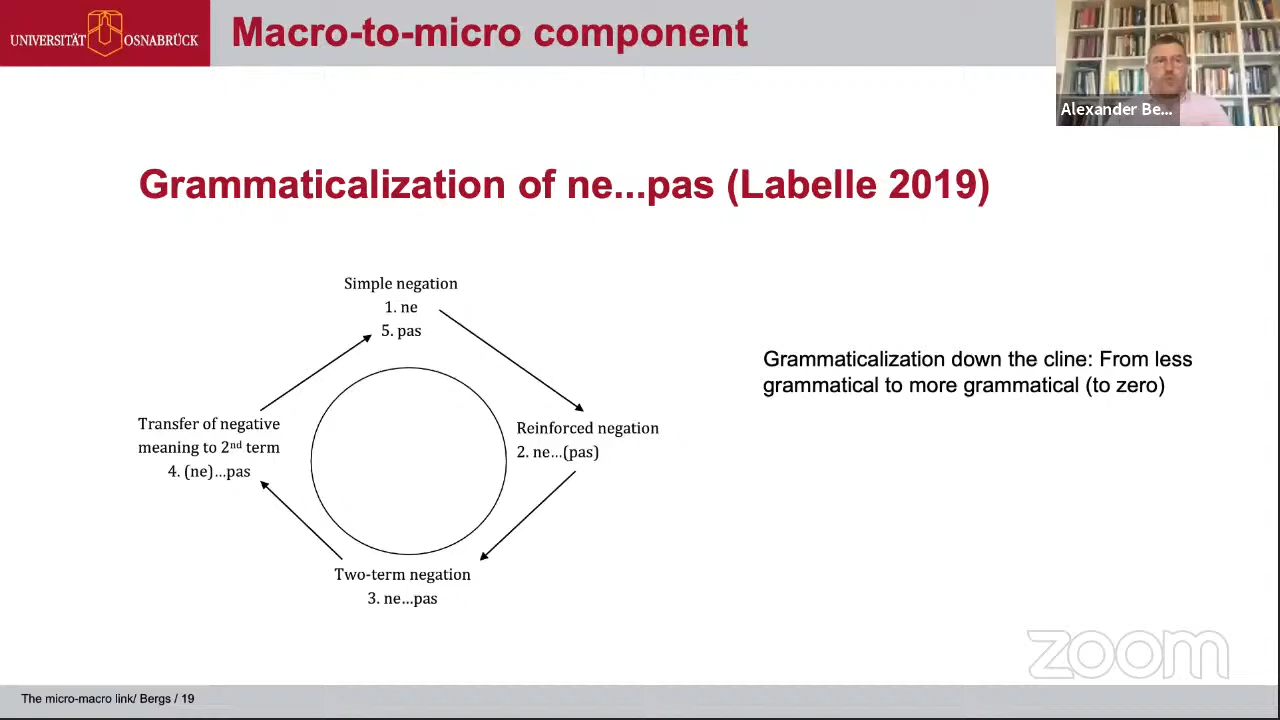 UNIVERSITÄT OSNABRÜCK
Macro-to-micro component
Alexander Be...
Grammaticalization of ne...pas (Labelle 2019)
Simple negation
1. ne
5. pas
Grammaticalization down the cline: From less
grammatical to more grammatical (to zero)
Transfer of negative
meaning to 2nd term
4. (ne)...pas
Reinforced negation
2. ne...(pas)
Two-term negation
3. ne...pas
zoom
The micro-macro link/ Bergs / 19